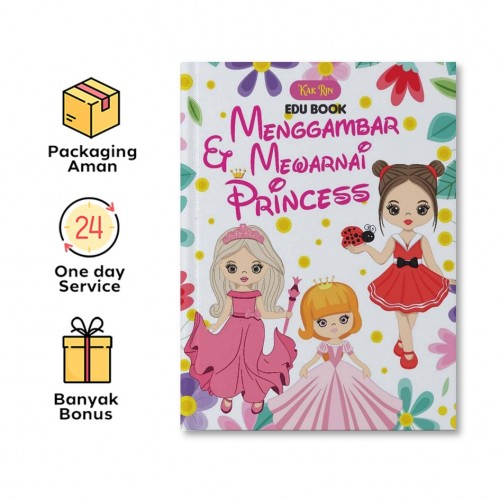 Packaging
Aman
24
One day
Service
Banyak
Bonus
KAK RIN
EDU BOOK
MENGGAMBAR
& MEWARNAI
PRINCESS